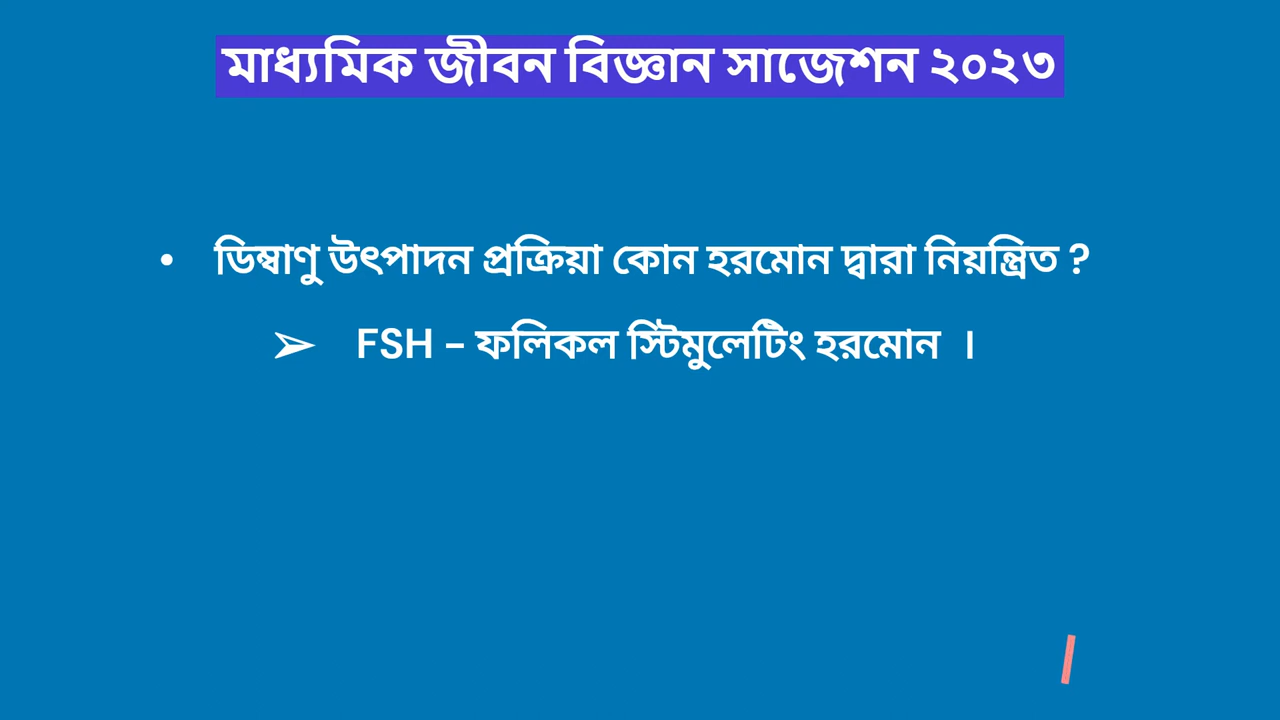 মাধ্যমিক জীবন বিজ্ঞান সাজেশন ২০২৩
• ডিম্বাণু উৎপাদন প্রক্রিয়া কোন হরমোন দ্বারা নিয়ন্ত্রিত ?
➢ FSH – ফলিকল স্টিমুলেটিং হরমোন ।